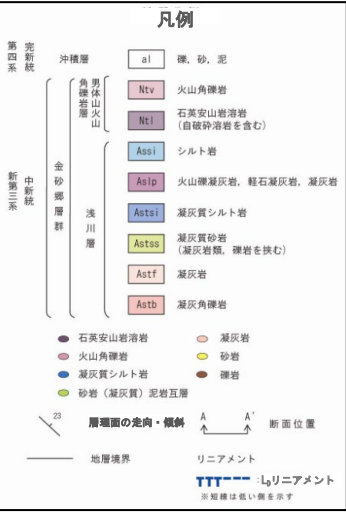 凡例
第四系
完新統
沖積層
al
礫，砂，泥
新第三系
中新統
金砂郷層群
男体山火山角礫岩層
Ntv
火山角礫岩
Ntl
石英安山岩溶岩
(自破砕溶岩を含む)
浅川層
Assi
シルト岩
Aslp
火山礫凝灰岩，軽石凝灰岩，凝灰岩
Astsi
凝灰質シルト岩
Astss
凝灰質砂岩
(凝灰岩類，礫岩を挟む)
Astf
凝灰岩
Astb
凝灰角礫岩
石英安山岩溶岩
凝灰岩
火山角礫岩
砂岩
凝灰質シルト岩
礫岩
砂岩（凝灰質）泥岩互層
23
層理面の走向・傾斜
A A'
断面位置
地層境界
リニアメント
LDリニアメント
※短線は低い側を示す